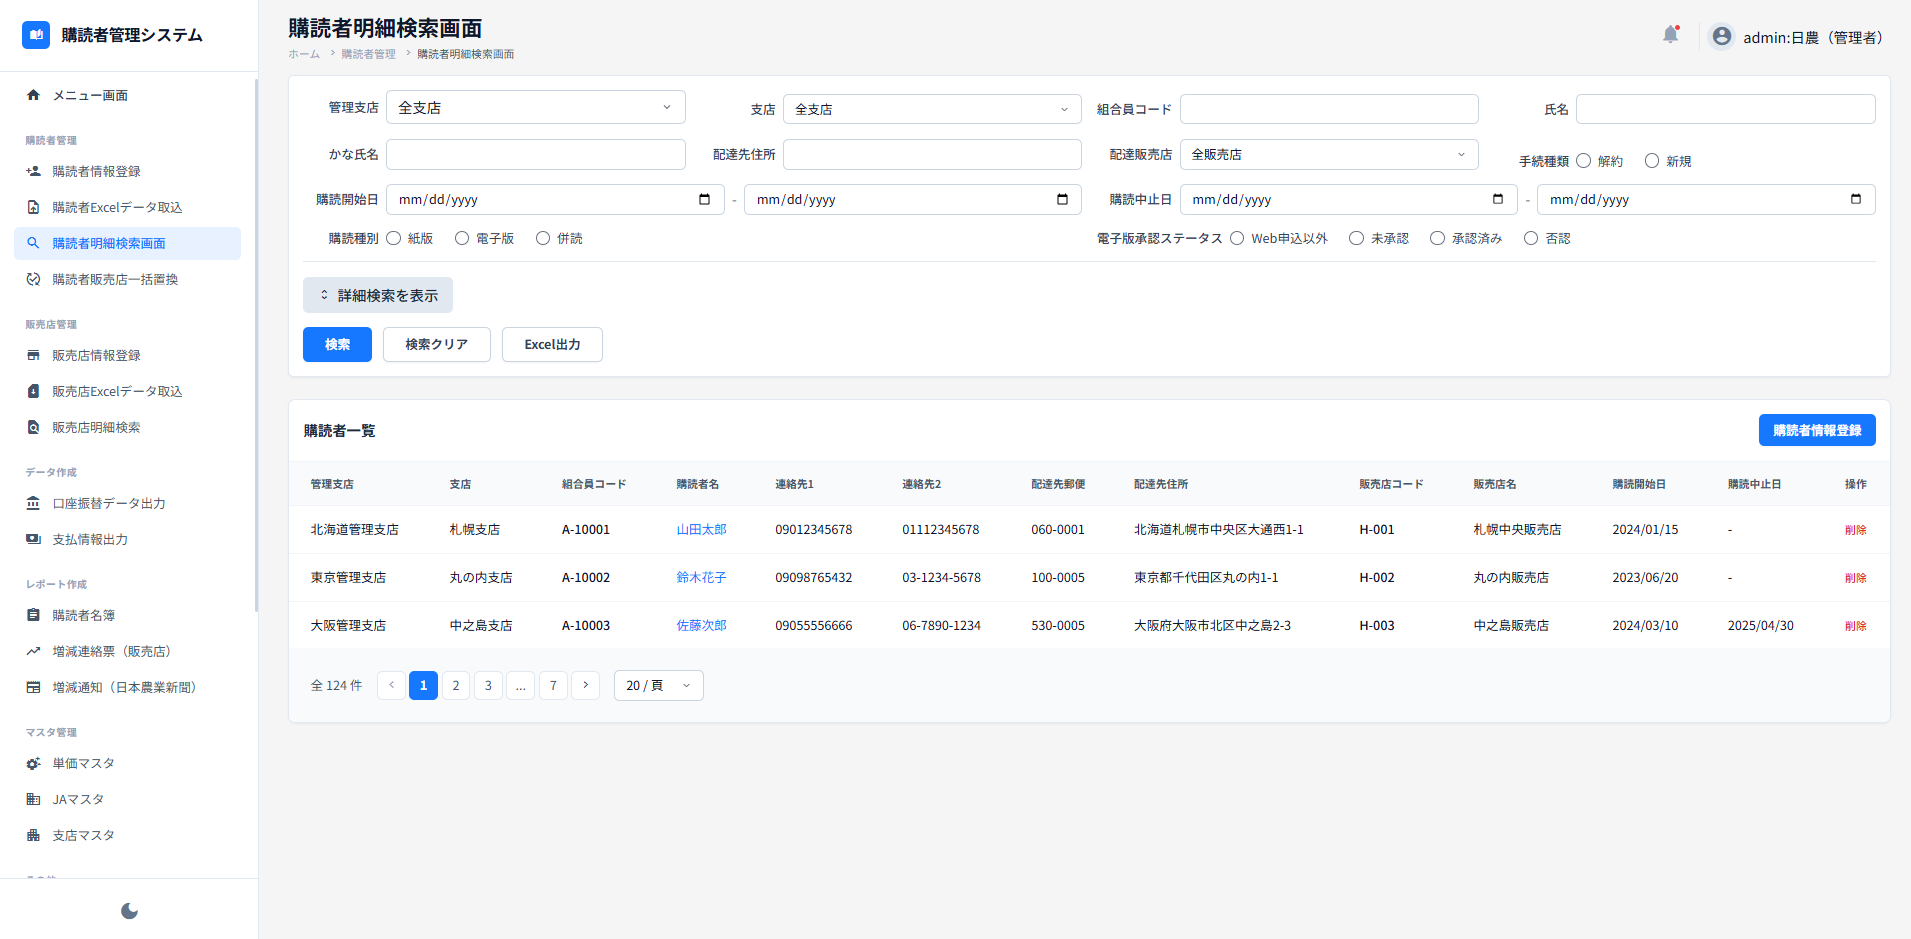 購読者管理システム
メニュー画面
購読者管理
購読者情報登録
購読者Excelデータ取込
購読者明細検索画面
購読者販売店一括置換
販売店管理
販売店情報登録
販売店Excelデータ取込
販売店明細検索
データ作成
口座振替データ出力
支払情報出力
レポート作成
購読者名簿
増減連絡票（販売店）
増減通知（日本農業新聞）
マスタ管理
単価マスタ
JAマスタ
支店マスタ
購読者明細検索画面
ホーム > 購読者管理 > 購読者明細検索画面
admin:日農（管理者）
管理支店 全支店 支店 全支店 組合員コード 氏名
かな氏名 配達先住所 配達販売店 全販売店 手続種類 解約 新規
購読開始日 mm/dd/yyyy - mm/dd/yyyy 購読中止日 mm/dd/yyyy - mm/dd/yyyy
購読種別 紙版 電子版 併読 電子版承認ステータス Web申込以外 未承認 承認済み 否認
詳細検索を表示
検索 検索クリア Excel出力
購読者一覧 購読者情報登録
管理支店 支店 組合員コード 購読者名 連絡先1 連絡先2 配達先郵便 配達先住所 販売店コード 販売店名 購読開始日 購読中止日 操作
北海道管理支店 札幌支店 A-10001 山田太郎 09012345678 01112345678 060-0001 北海道札幌市中央区大通西1-1 H-001 札幌中央販売店 2024/01/15 - 削除
東京管理支店 丸の内支店 A-10002 鈴木花子 09098765432 03-1234-5678 100-0005 東京都千代田区丸の内1-1 H-002 丸の内販売店 2023/06/20 - 削除
大阪管理支店 中之島支店 A-10003 佐藤次郎 09055556666 06-7890-1234 530-0005 大阪府大阪市北区中之島2-3 H-003 中之島販売店 2024/03/10 2025/04/30 削除
全 124 件 < 1 2 3 ... 7 > 20 / 頁